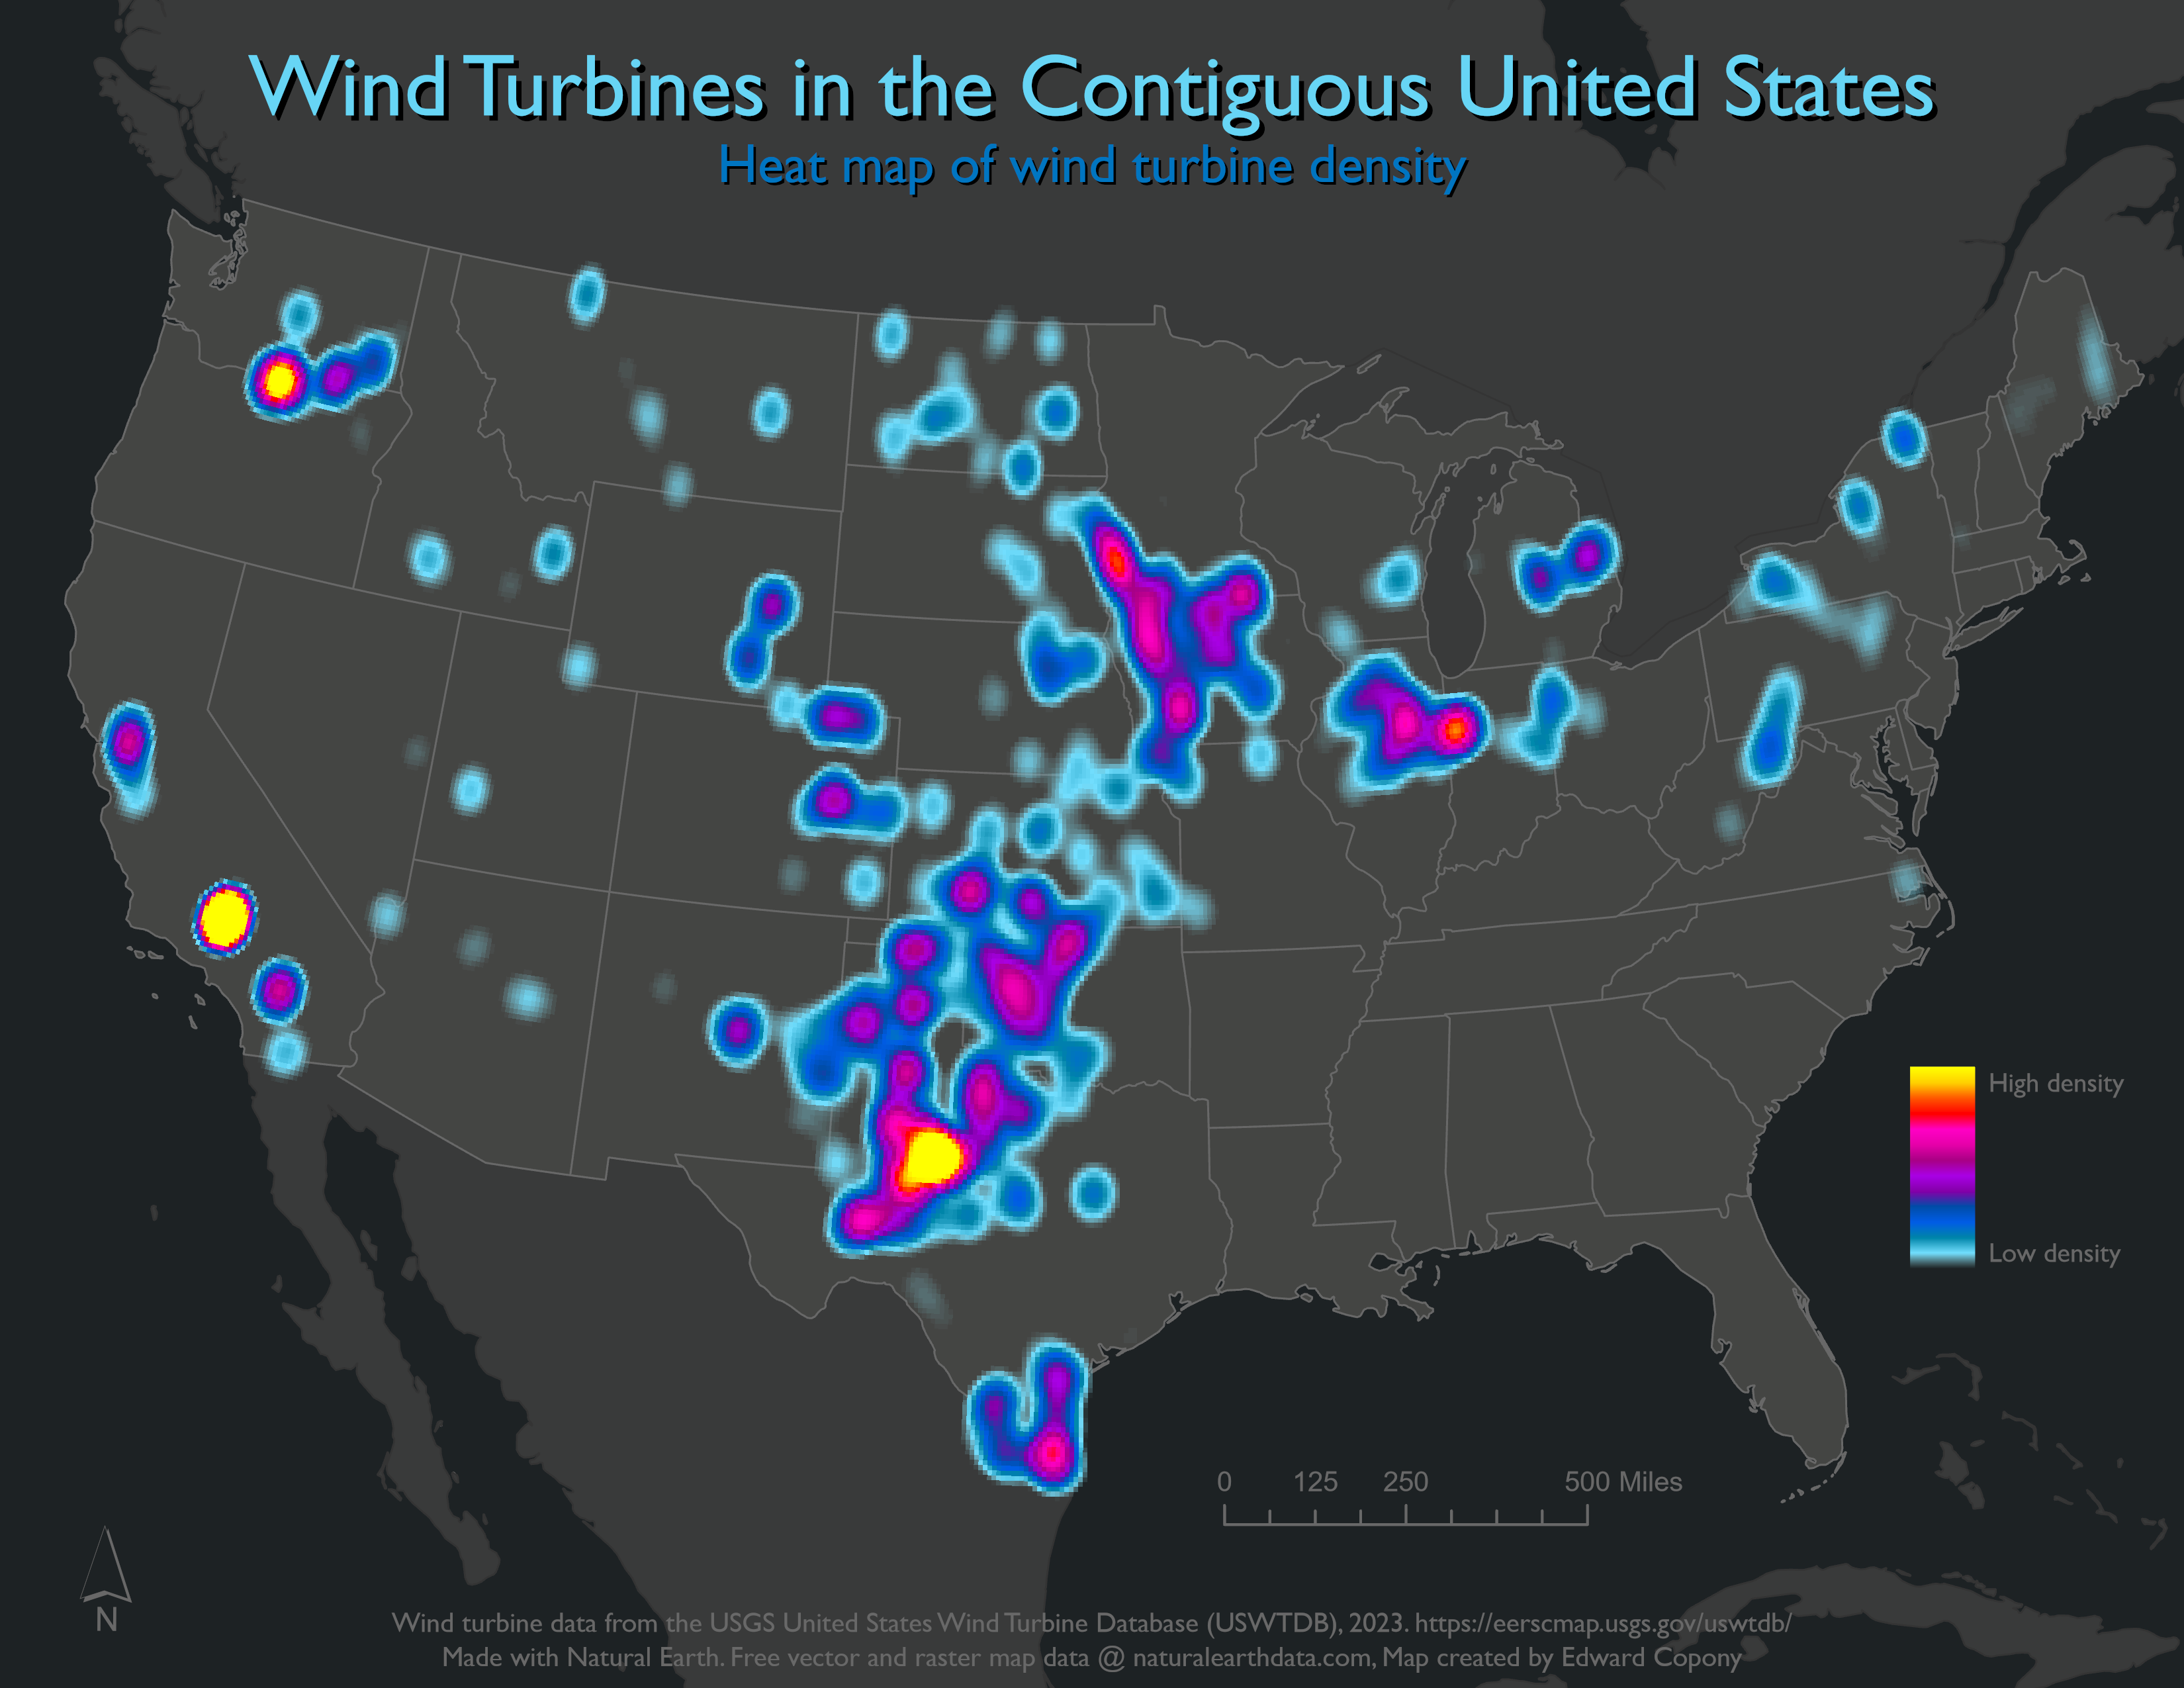 Wind Turbines in the Contiguous United States
Heat map of wind turbine density
High density
Low density
0 125 250 500 Miles
N
Wind turbine data from the USGS United States Wind Turbine Database (USWTDB), 2023. https://eerscmap.usgs.gov/uswtdb/
Made with Natural Earth. Free vector and raster map data @ naturalearthdata.com, Map created by Edward Copony